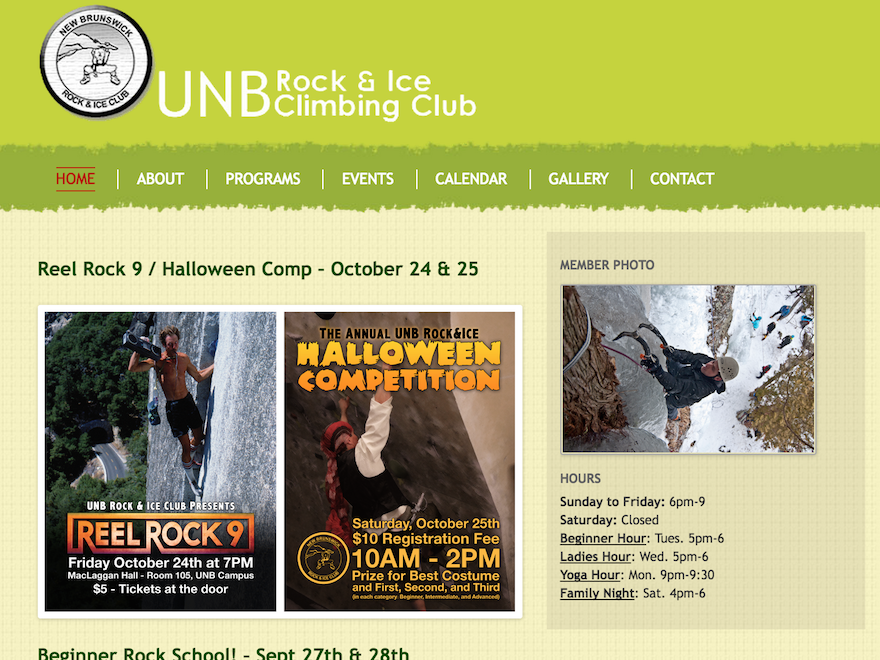 NEW BRUNSWICK
ROCK & ICE CLUB
UNB Rock & Ice
Climbing Club
HOME
ABOUT
PROGRAMS
EVENTS
CALENDAR
GALLERY
CONTACT
Reel Rock 9 / Halloween Comp – October 24 & 25
UNB Rock & Ice Club Presents
REEL ROCK 9
Friday October 24th at 7PM
MacLaggan Hall - Room 105, UNB Campus
$5 - Tickets at the door
The Annual UNB Rock&Ice
HALLOWEEN
COMPETITION
Saturday, October 25th
$10 Registration Fee
10AM - 2PM
Prize for Best Costume
and First, Second, and Third
(in each category: Beginner, Intermediate, and Advanced)
NEW BRUNSWICK
ROCK & ICE CLUB
MEMBER PHOTO
HOURS
Sunday to Friday: 6pm-9
Saturday: Closed
Beginner Hour: Tues. 5pm-6
Ladies Hour: Wed. 5pm-6
Yoga Hour: Mon. 9pm-9:30
Family Night: Sat. 4pm-6
Beginner Rock School! – Sept 27th & 28th